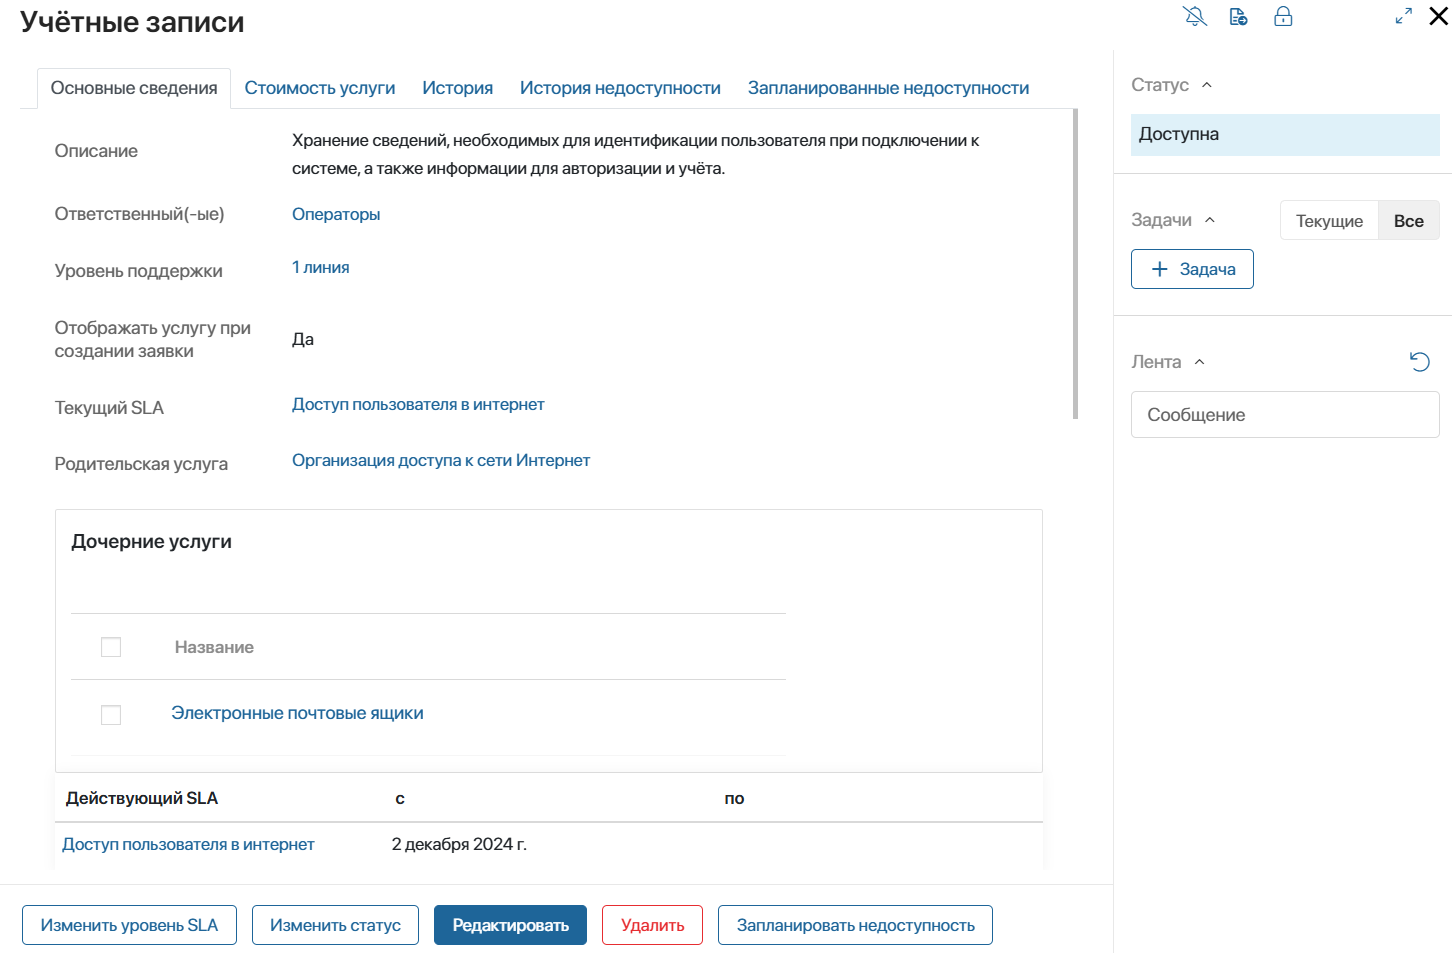 Учётные записи
Основные сведения
Стоимость услуги
История
История недоступности
Запланированные недоступности
Описание
Хранение сведений, необходимых для идентификации пользователя при подключении к
системе, а также информации для авторизации и учёта.
Ответственный(-ые)
Операторы
Уровень поддержки
1 линия
Отображать услугу при
создании заявки
Да
Текущий SLA
Доступ пользователя в интернет
Родительская услуга
Организация доступа к сети Интернет
Дочерние услуги
Название
Электронные почтовые ящики
Действующий SLA
с
по
Доступ пользователя в интернет
2 декабря 2024 г.
Изменить уровень SLA
Изменить статус
Редактировать
Удалить
Запланировать недоступность
Статус
Доступна
Задачи
Текущие
Все
+ Задача
Лента
Сообщение